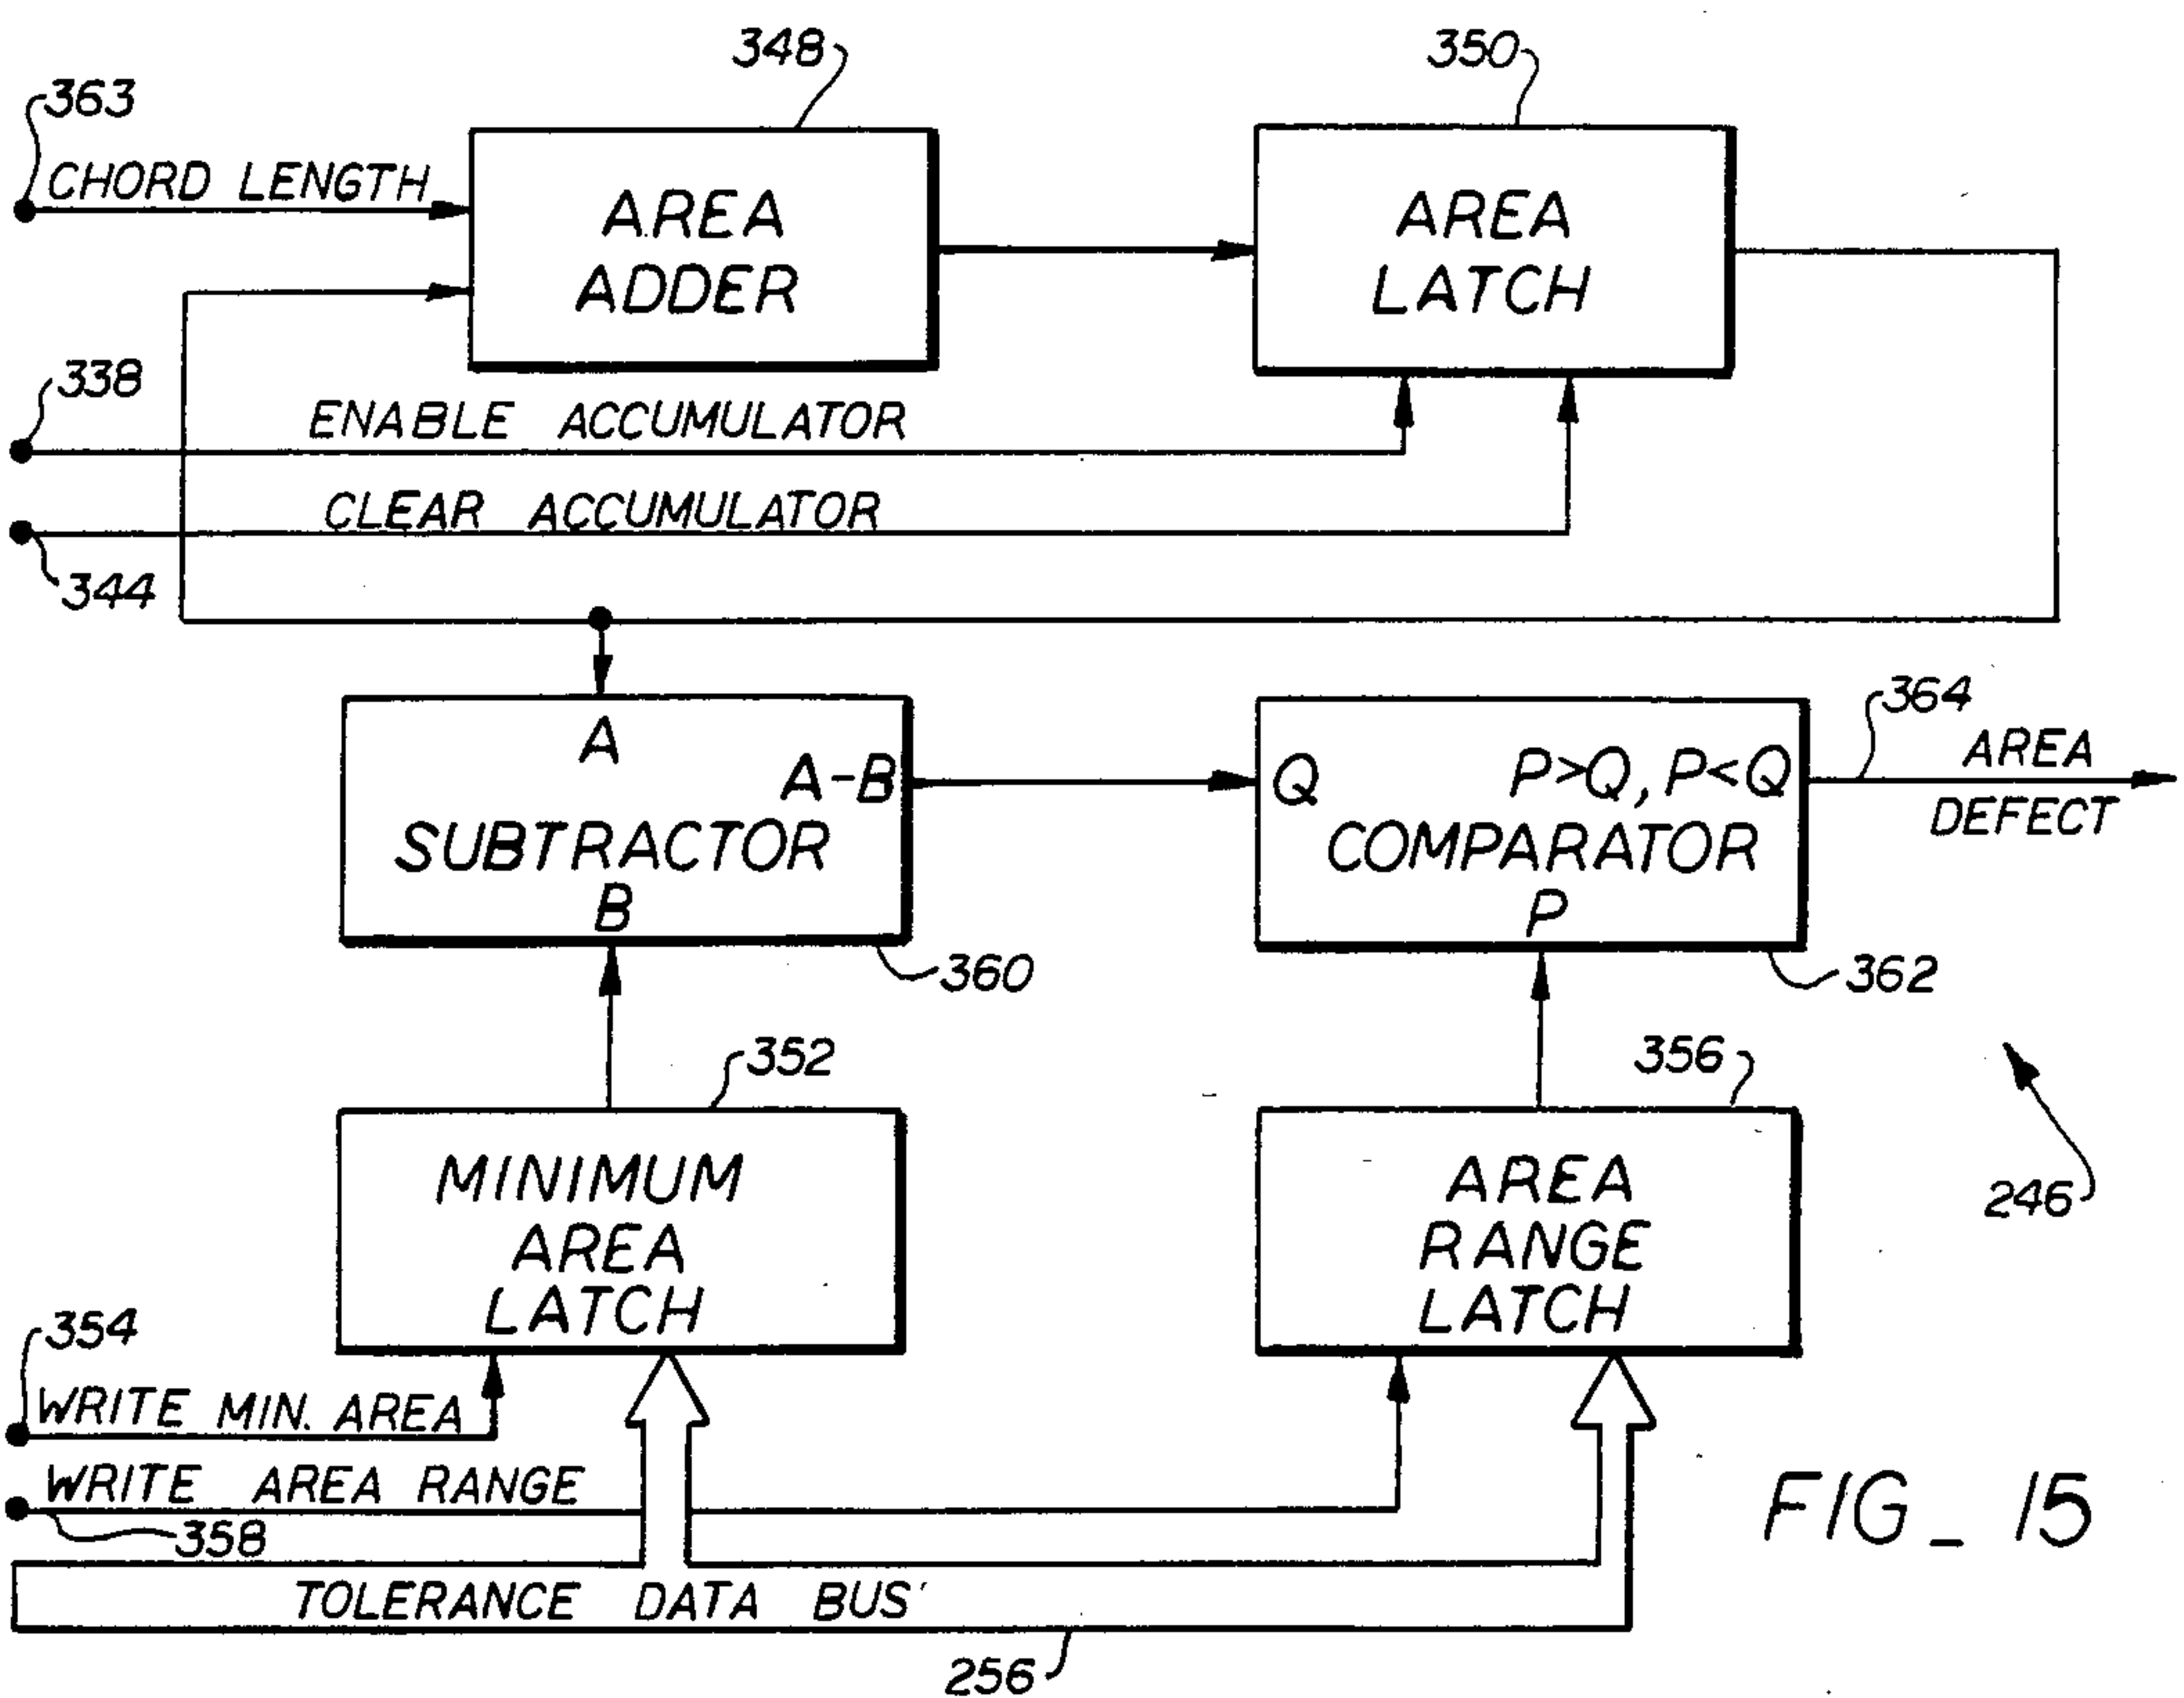 348
350
363
CHORD LENGTH
AREA
ADDER
AREA
LATCH
338
ENABLE ACCUMULATOR
CLEAR ACCUMULATOR
344
A
A-B
SUBTRACTOR
B
Q
P>Q, P<Q
COMPARATOR
P
364
AREA
DEFECT
360
362
352
356
MINIMUM
AREA
LATCH
AREA
RANGE
LATCH
246
354
WRITE MIN. AREA
WRITE AREA RANGE
358
TOLERANCE DATA BUS
256
FIG_ 15